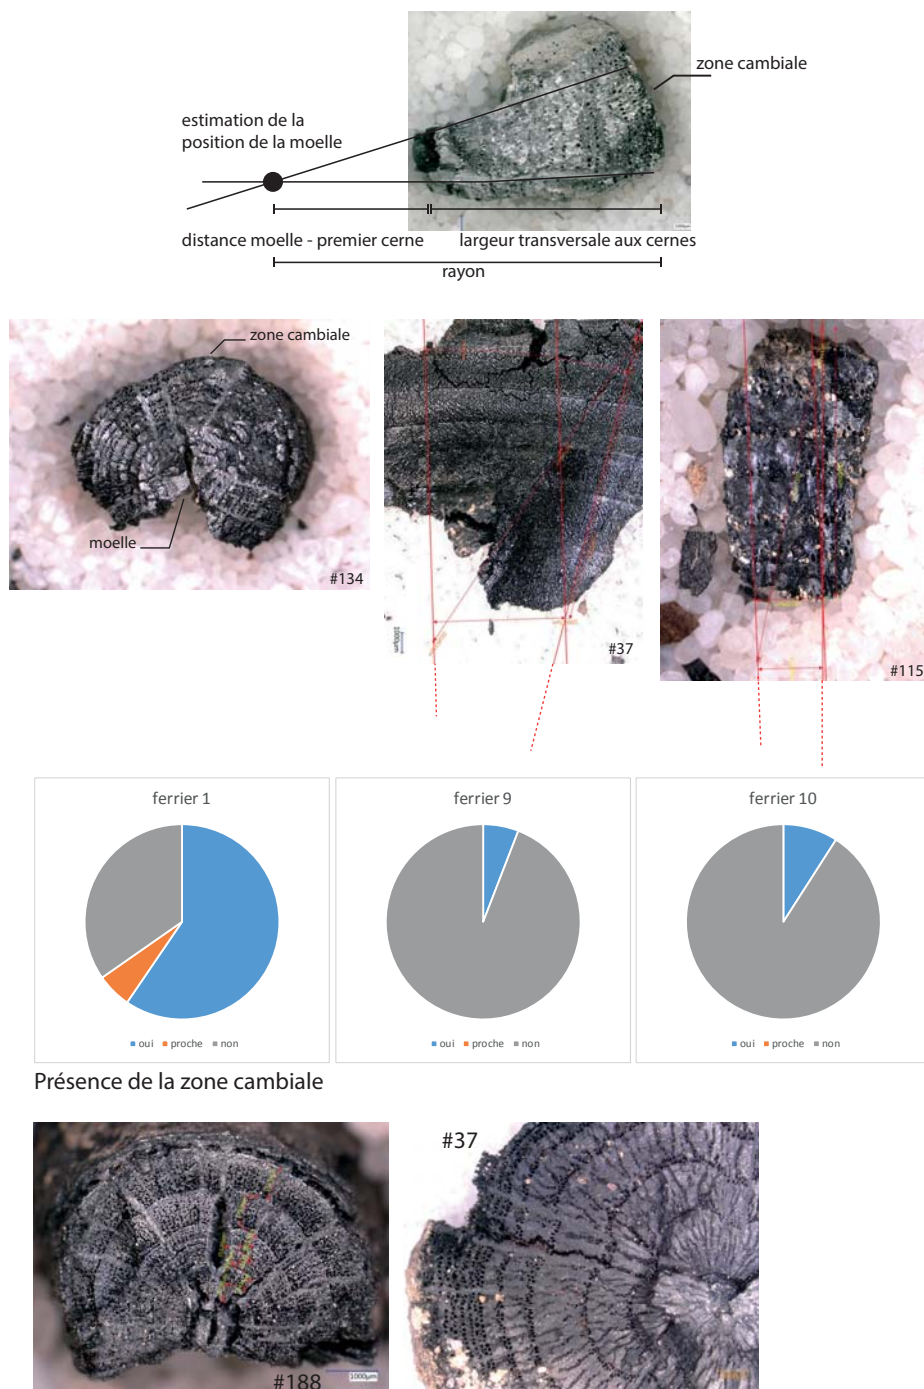 zone cambiale
estimation de la
position de la moelle
distance moelle - premier cerne
largeur transversale aux cernes
rayon
zone cambiale
moelle
#134
1000µm
#37
#115
ferrier 1
oui proche non
ferrier 9
oui proche non
ferrier 10
oui proche non
Présence de la zone cambiale
#188
1000µm
#37